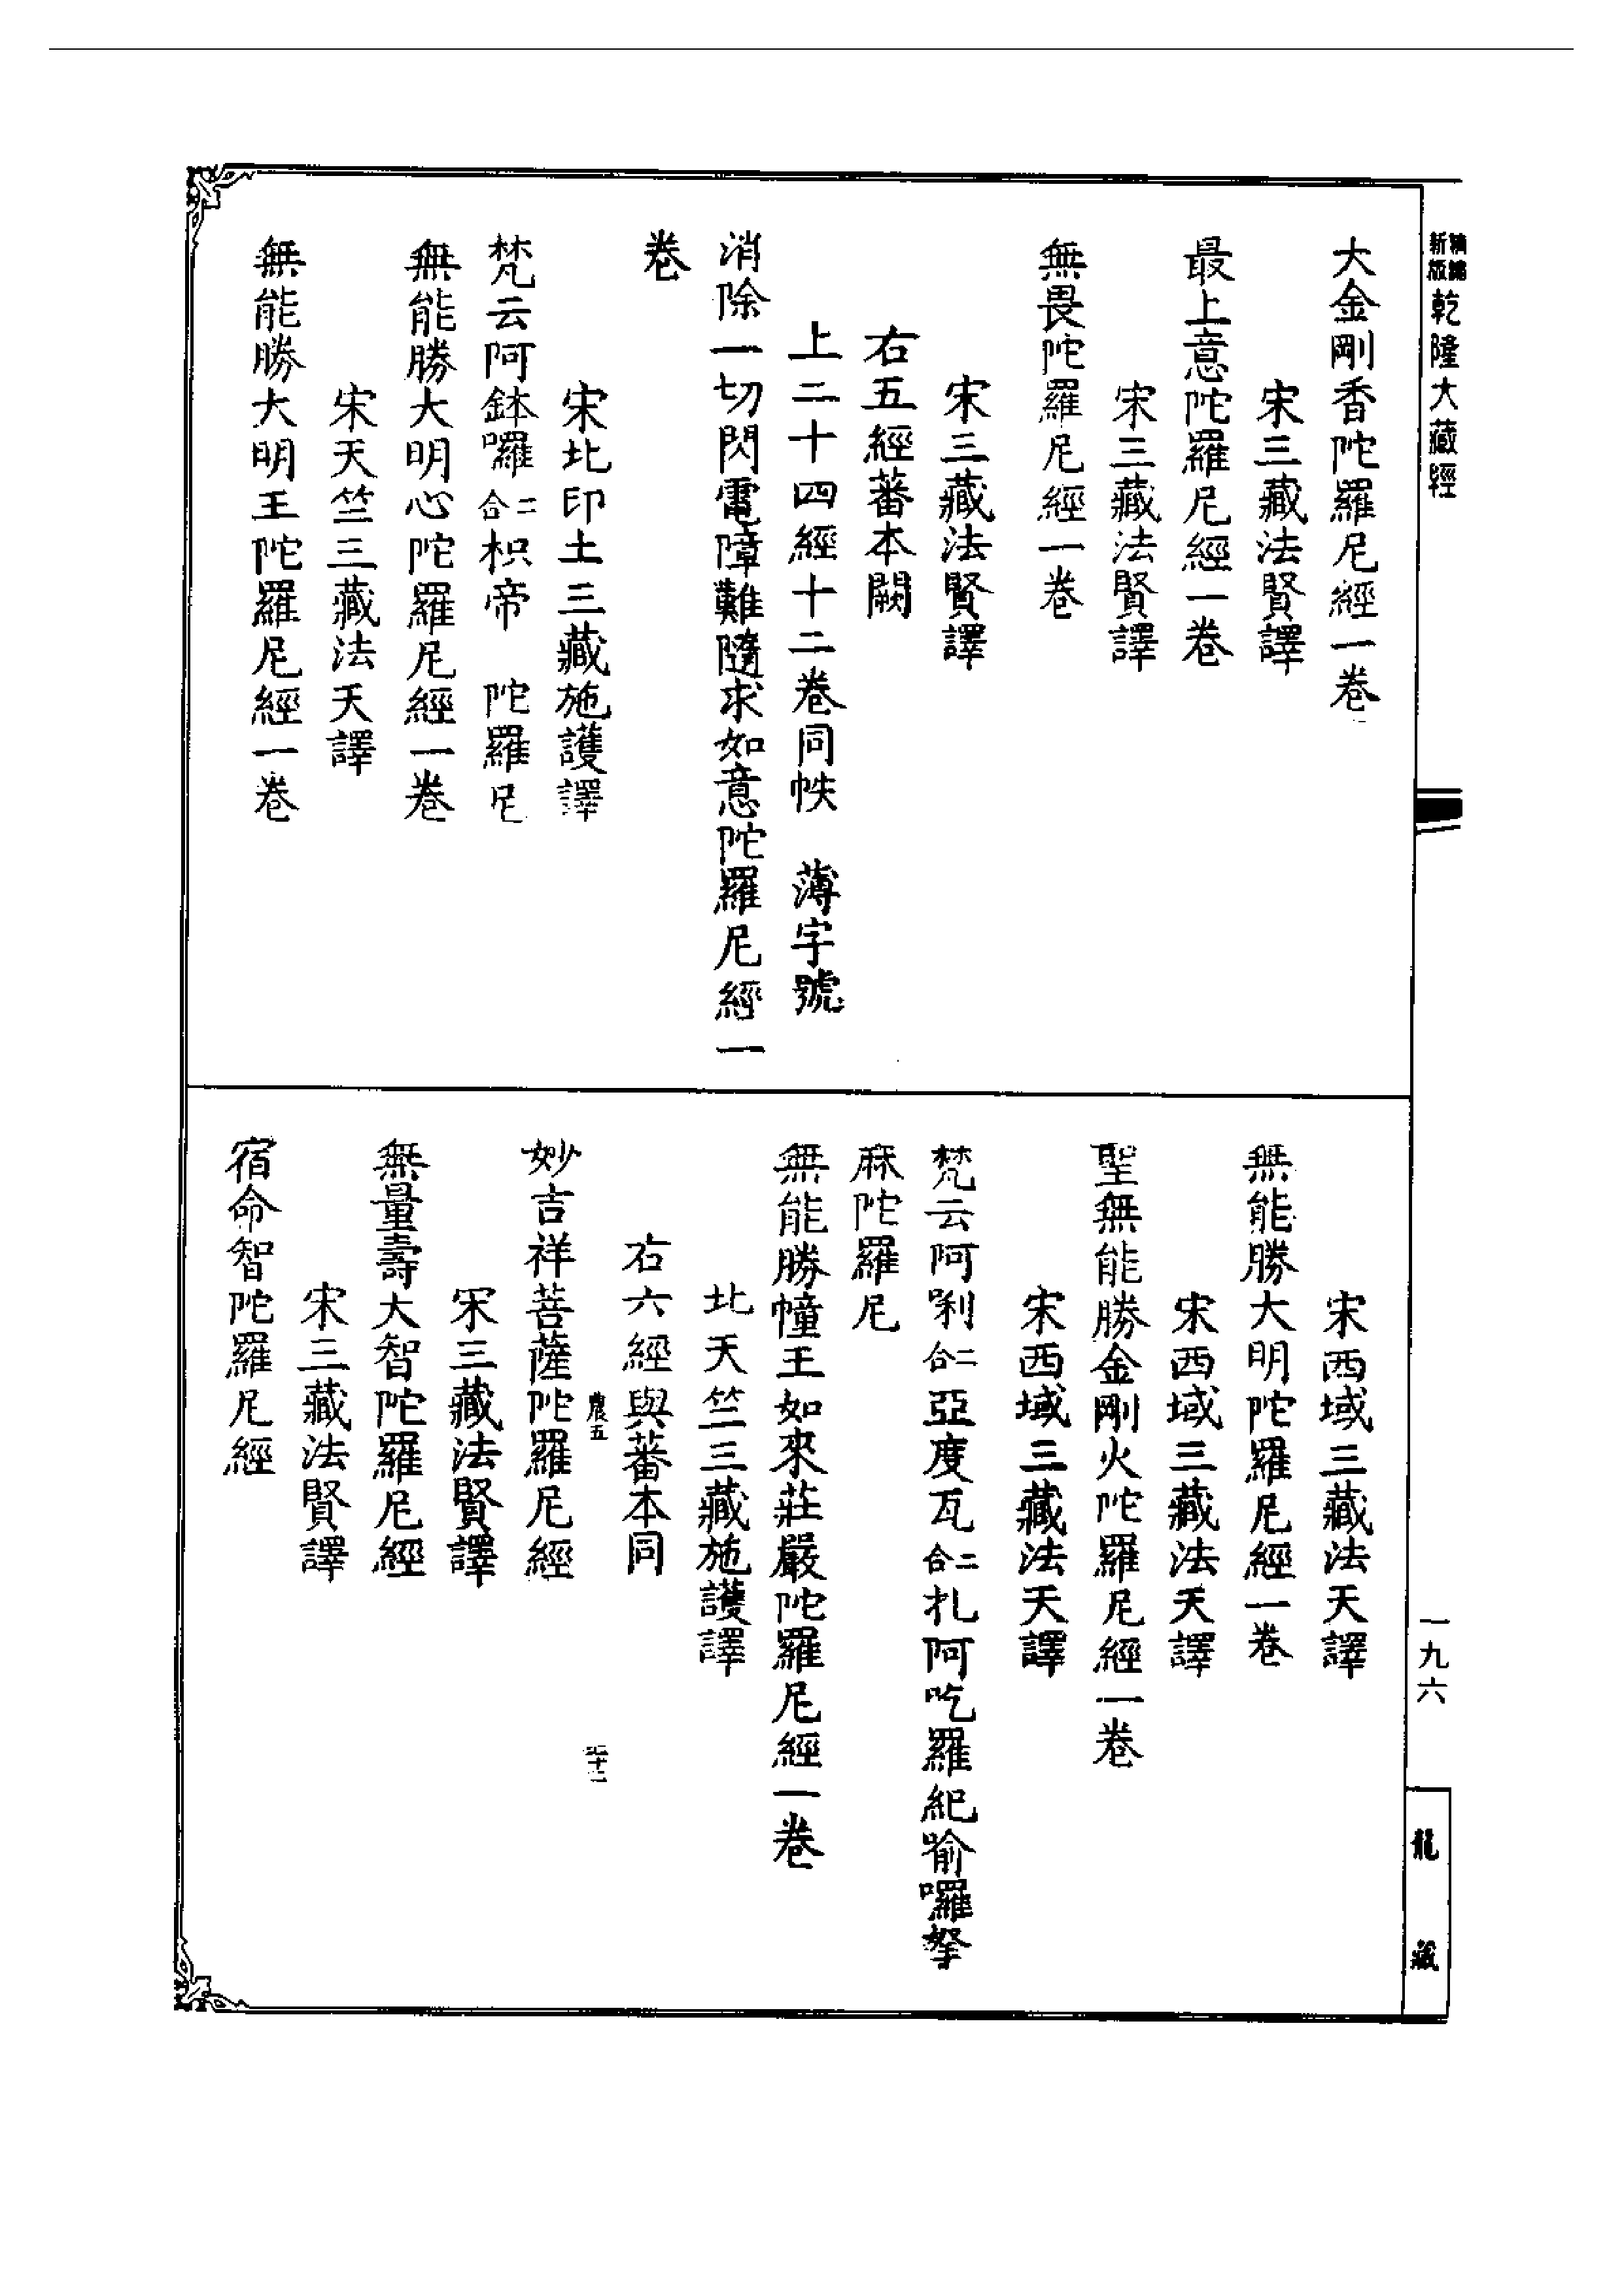 新版精編乾隆大藏經
大金剛香陀羅尼經一卷
宋三藏法賢譯
最上意陀羅尼經一卷
宋三藏法賢譯
無畏陀羅尼經一卷
宋三藏法賢譯
右五經蕃本闕
上二十四經十二卷同帙　薄字號
消除一切閃電障難隨求如意陀羅尼經一
卷
宋北印土三藏施護譯
梵云阿鉢囉二合枳帝　陀羅尼
無能勝大明心陀羅尼經一卷
宋天竺三藏法天譯
無能勝大明王陀羅尼經一卷
一九六
龍藏
宋西域三藏法天譯
無能勝大明陀羅尼經一卷
宋西域三藏法天譯
聖無能勝金剛火陀羅尼經一卷
宋西域三藏法天譯
梵云阿唎二合亞度瓦二合扎阿吃羅紀喻囉拏
麻陀羅尼
無能勝幢王如來莊嚴陀羅尼經一卷
北天竺三藏施護譯
右六經與蕃本同
農五
妙吉祥菩薩陀羅尼經
宋三藏法賢譯
無量壽大智陀羅尼經
宋三藏法賢譯
宿命智陀羅尼經